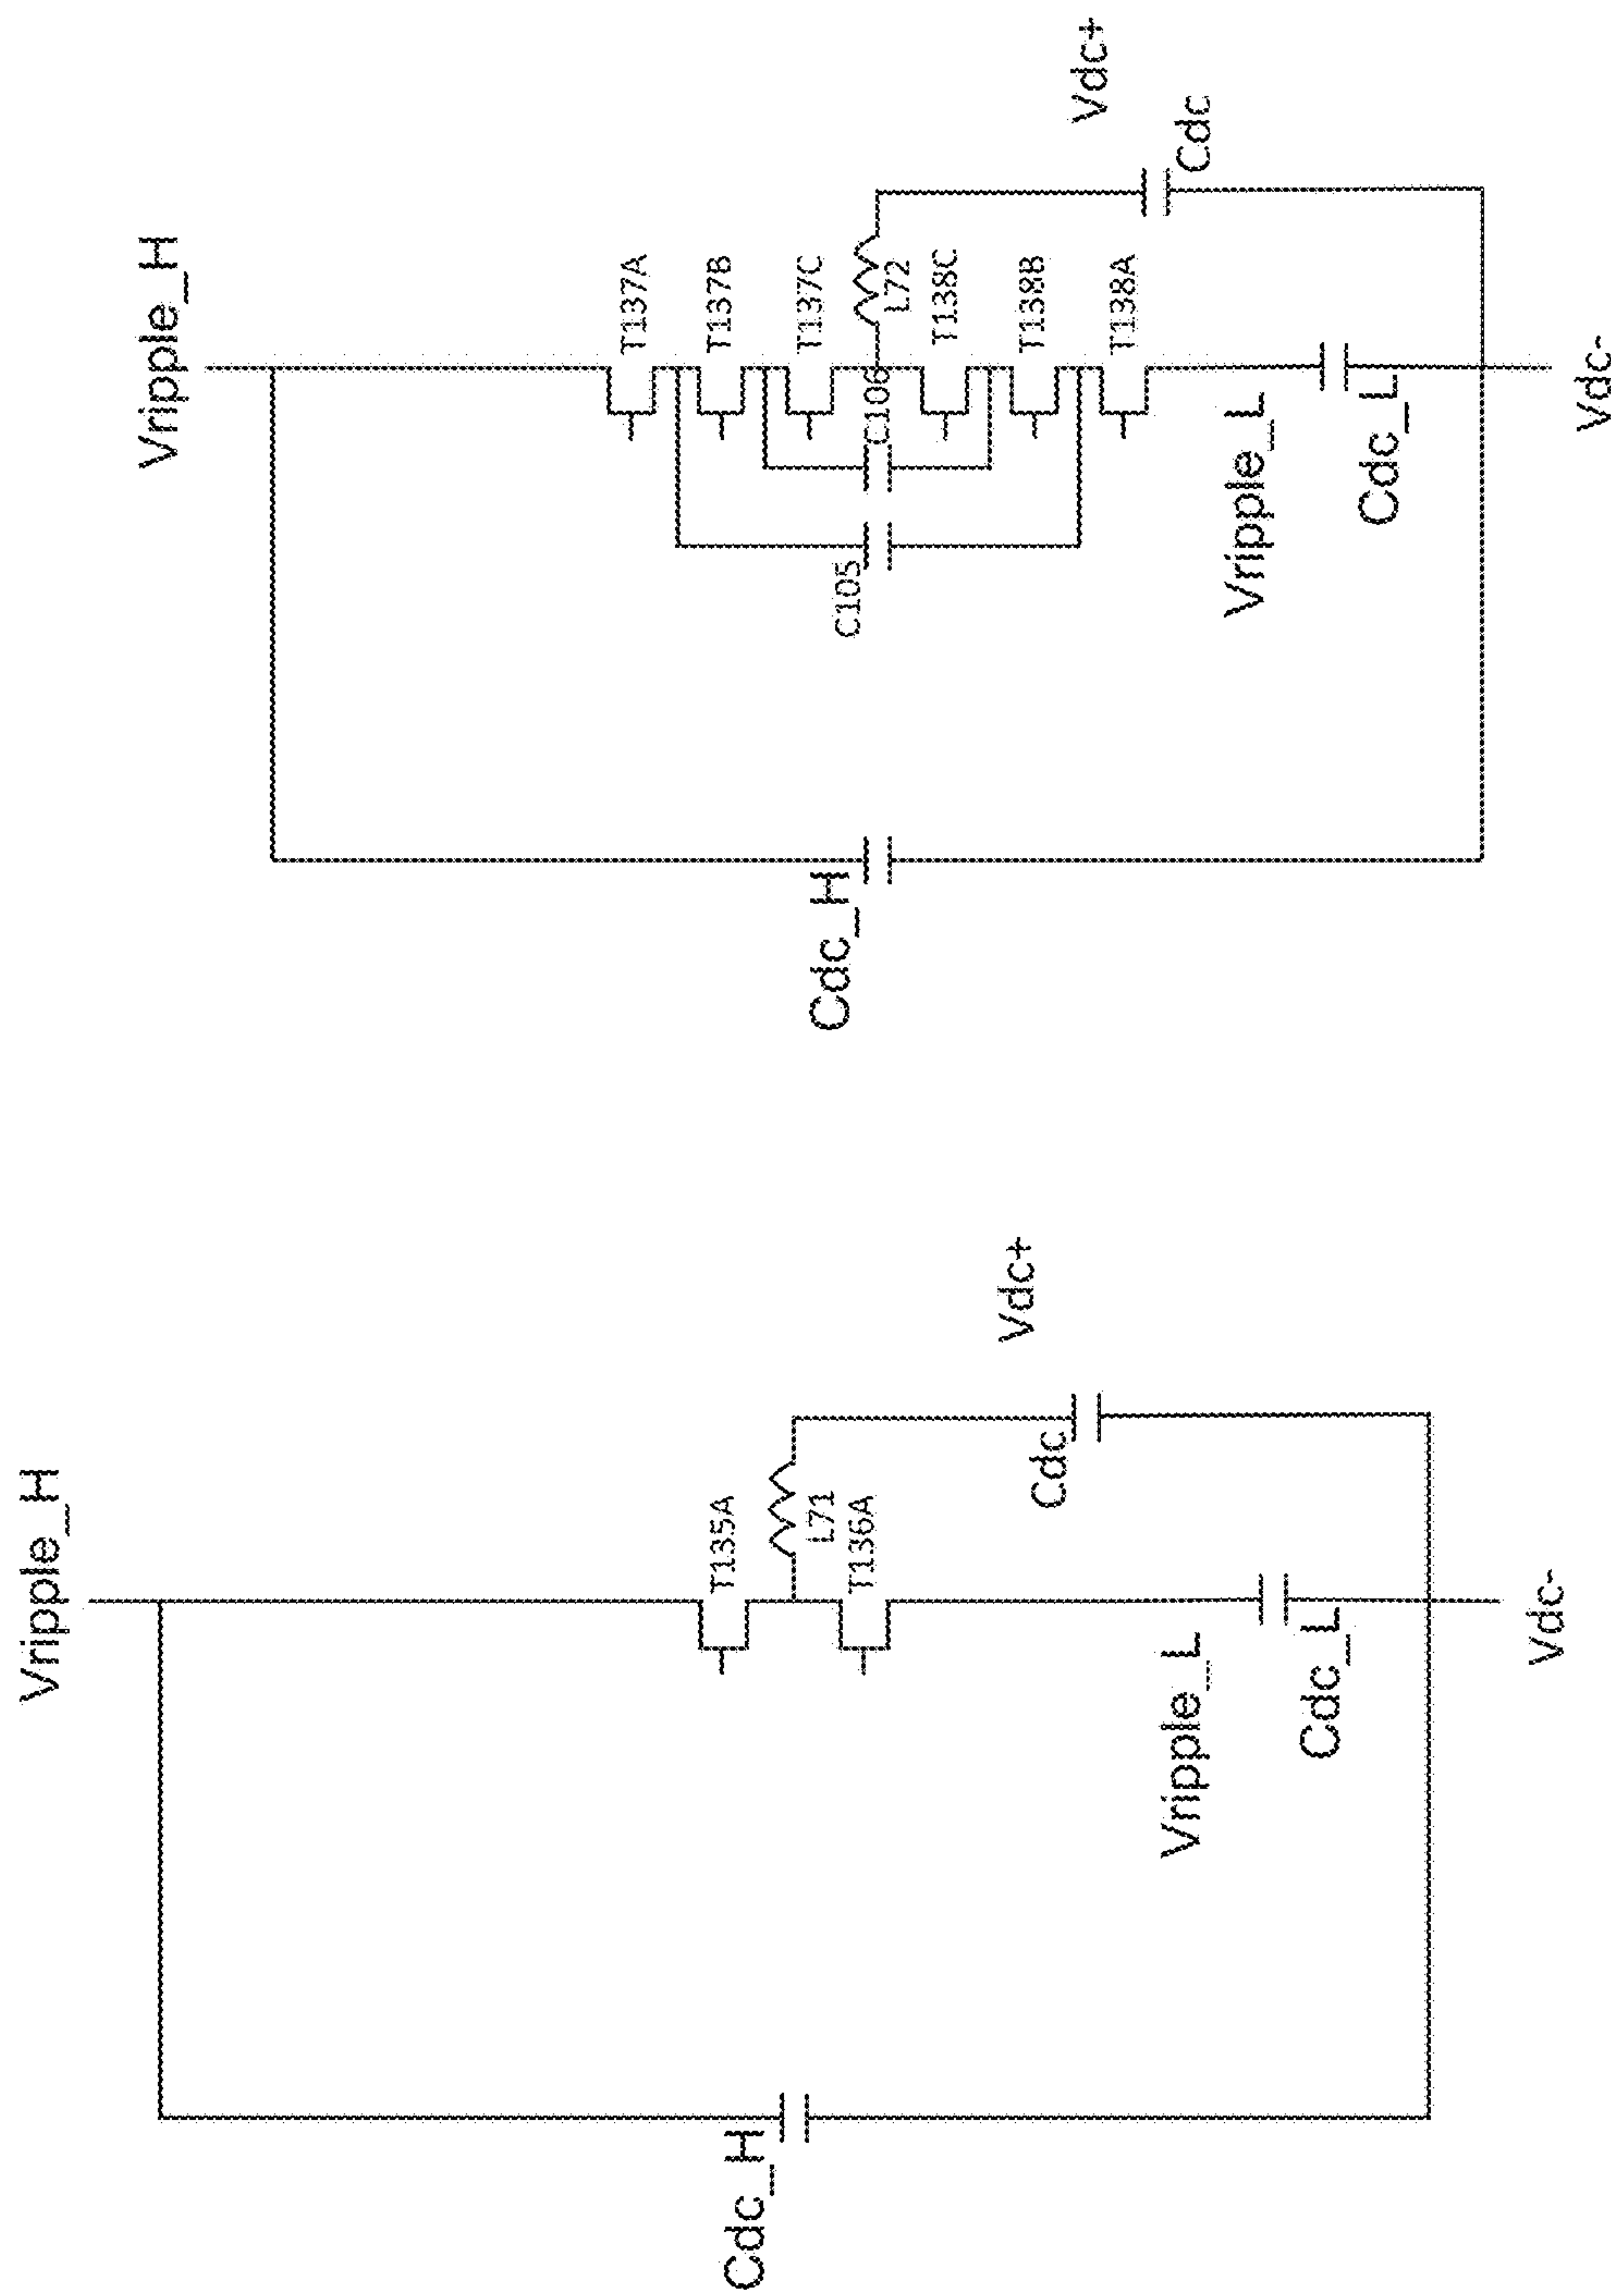 Vripple_H
T137A
T137B
T137C
C106
L72
T138C
T138B
T138A
C105
Cdc_H
Vdc+
Cdc
Vripple_L
Cdc_L
Vdc-
Vripple_H
T135A
L71
T136A
Cdc_H
Vdc+
Cdc
Vripple_L
Cdc_L
Vdc-